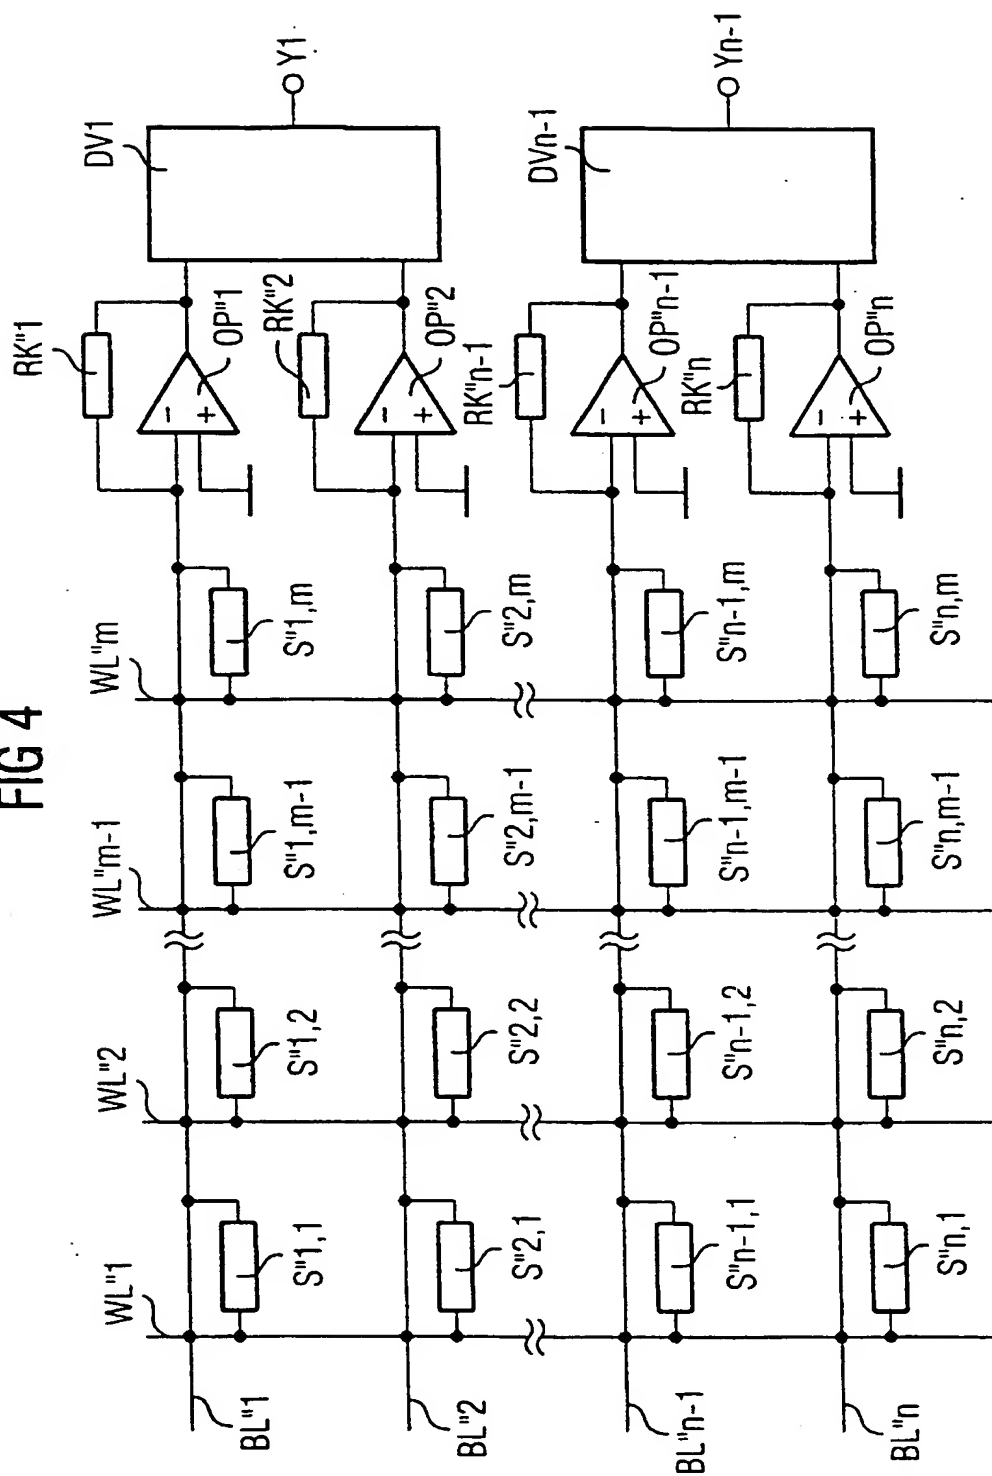 FIG 4
RK"1
WL"1
WL"2
WL"m-1
WL"m
DV1
BL"1
S"1,1
S"1,2
S"1,m-1
S"1,m
-
+
OP"1
Y1
RK"2
BL"2
S"2,1
S"2,2
S"2,m-1
S"2,m
-
+
OP"2
RK"n-1
DVn-1
BL"n-1
S"n-1,1
S"n-1,2
S"n-1,m-1
S"n-1,m
-
+
OP"n-1
Yn-1
RK"n
BL"n
S"n,1
S"n,2
S"n,m-1
S"n,m
-
+
OP"n